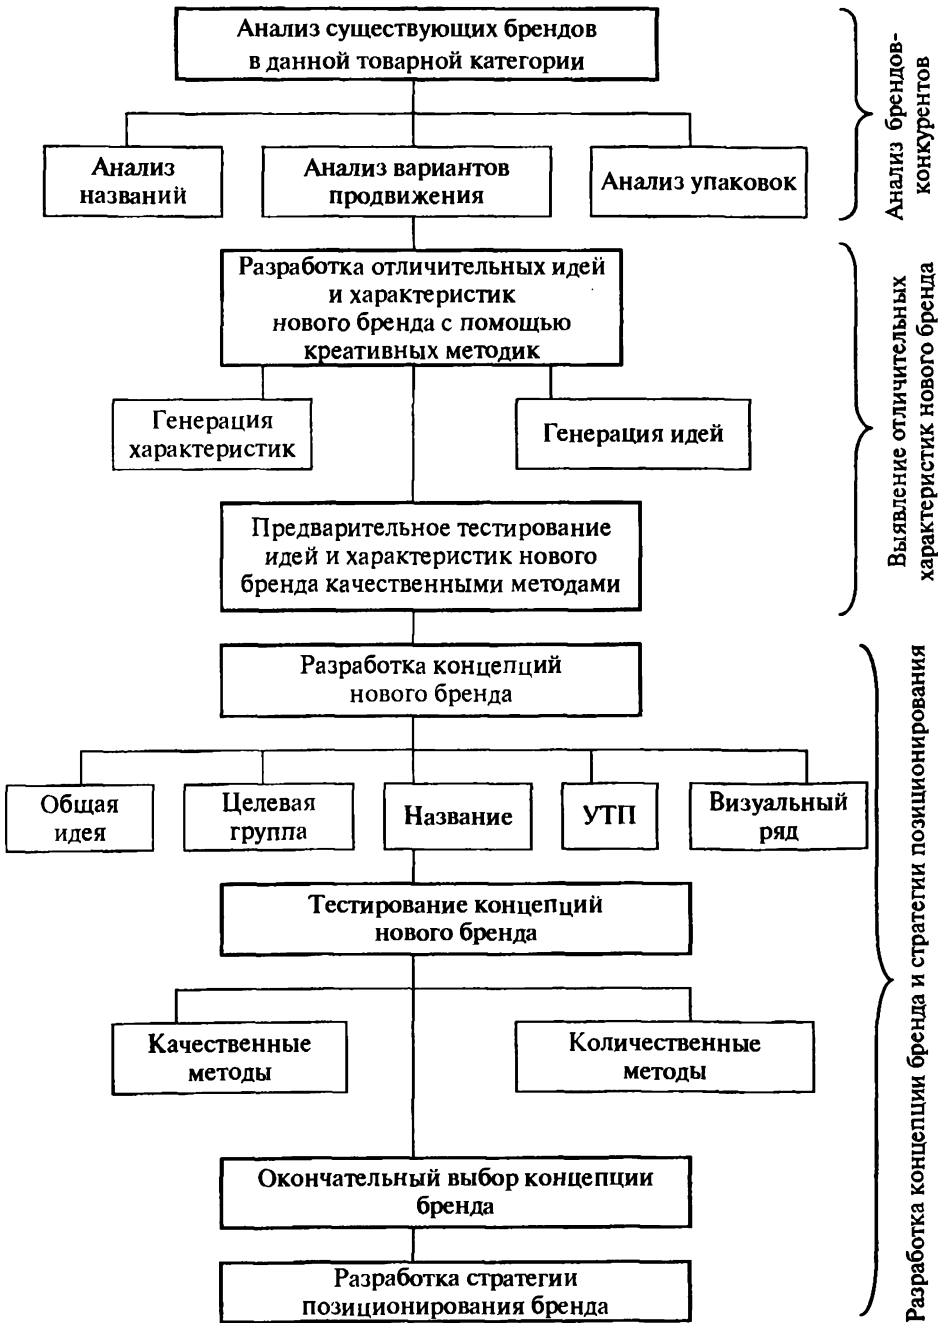 Анализ существующих брендов
в данной товарной категории
Анализ
названий
Анализ вариантов
продвижения
Анализ упаковок
Анализ брендов-
конкурентов
Разработка отличительных идей
и характеристик
нового бренда с помощью
креативных методик
Генерация
характеристик
Генерация идей
Предварительное тестирование
идей и характеристик нового
бренда качественными методами
Выявление отличительных
характеристик нового бренда
Разработка концепций
нового бренда
Общая
идея
Целевая
группа
Название
УТП
Визуальный
ряд
Тестирование концепций
нового бренда
Качественные
методы
Количественные
методы
Окончательный выбор концепции
бренда
Разработка стратегии
позиционирования бренда
Разработка концепции бренда и стратегии позиционирования